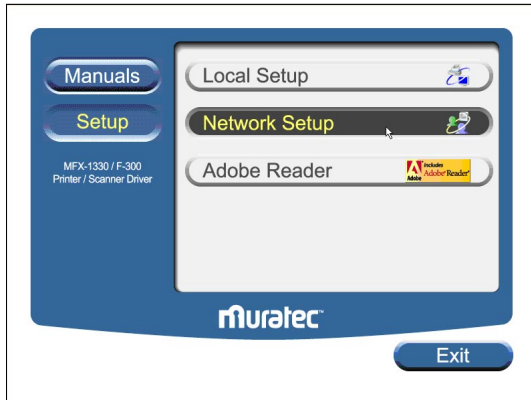 Manuals
Setup
MFX-1330 / F-300
Printer / Scanner Driver
Local Setup
Network Setup
Adobe Reader
Adobe
Includes
Adobe Reader
muratec™
Exit